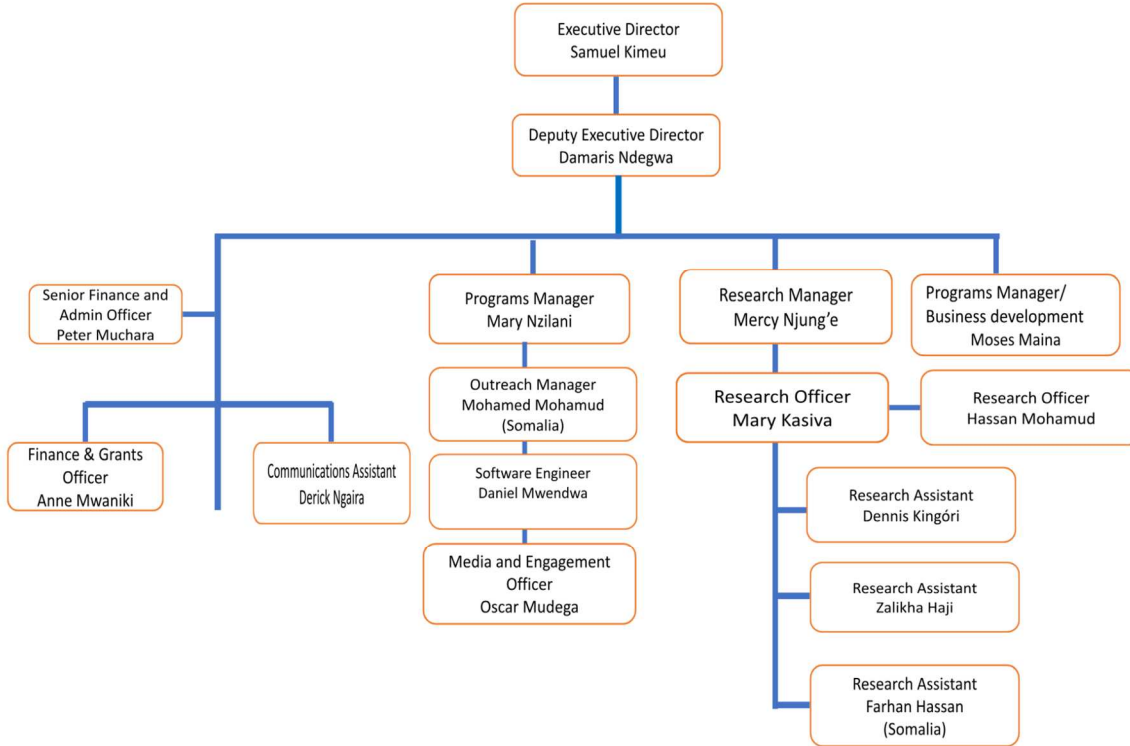 Executive Director
Samuel Kimeu
Deputy Executive Director
Damaris Ndegwa
Senior Finance and
Admin Officer
Peter Muchara
Programs Manager
Mary Nzilani
Research Manager
Mercy Njung’e
Programs Manager/
Business development
Moses Maina
Outreach Manager
Mohamed Mohamud
(Somalia)
Research Officer
Mary Kasiva
Research Officer
Hassan Mohamud
Finance & Grants
Officer
Anne Mwaniki
Communications Assistant
Derick Ngaira
Software Engineer
Daniel Mwendwa
Research Assistant
Dennis Kingóri
Media and Engagement
Officer
Oscar Mudega
Research Assistant
Zalikha Haji
Research Assistant
Farhan Hassan
(Somalia)